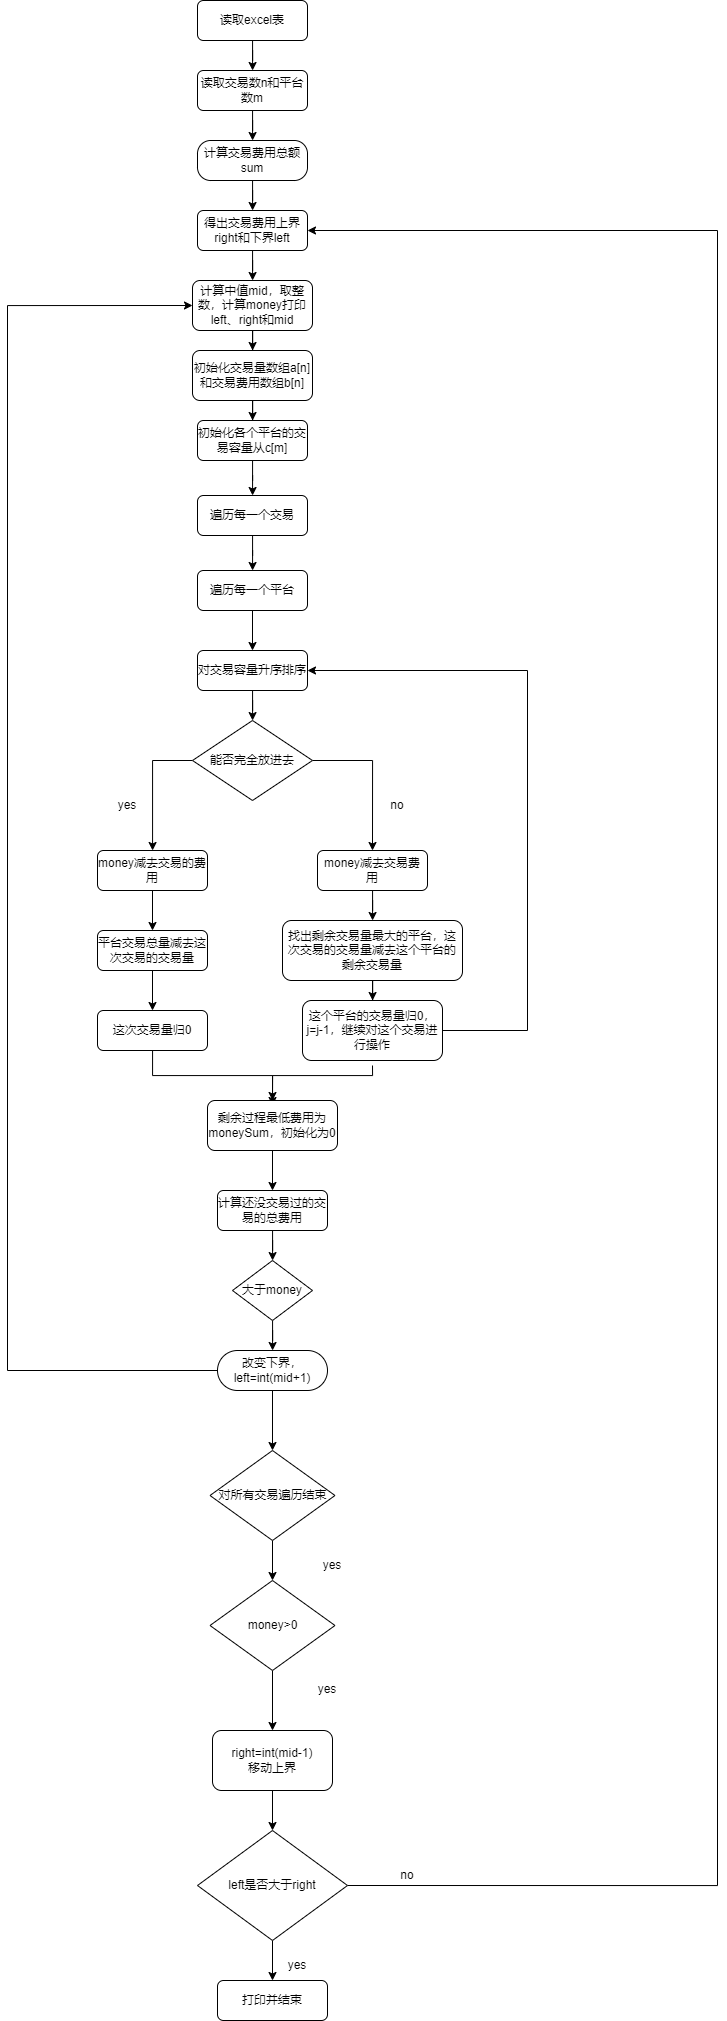 读取excel表
读取交易数n和平台
数m
计算交易费用总额
sum
得出交易费用上界
right和下界left
计算中值mid，取整
数，计算money打印
left、right和mid
初始化交易量数组a[n]
和交易费用数组b[n]
初始化各个平台的交
易容量从c[m]
遍历每一个交易
遍历每一个平台
对交易容量升序排序
能否完全放进去
yes
no
money减去交易的费
用
money减去交易费
用
平台交易总量减去这
次交易的交易量
找出剩余交易量最大的平台，这
次交易的交易量减去这个平台的
剩余交易量
这次交易量归0
这个平台的交易量归0，
j=j-1，继续对这个交易进
行操作
剩余过程最低费用为
moneySum，初始化为0
计算还没交易过的交
易的总费用
大于money
改变下界，
left=int(mid+1)
对所有交易遍历结束
yes
money>0
yes
right=int(mid-1)
移动上界
left是否大于right
no
yes
打印并结束